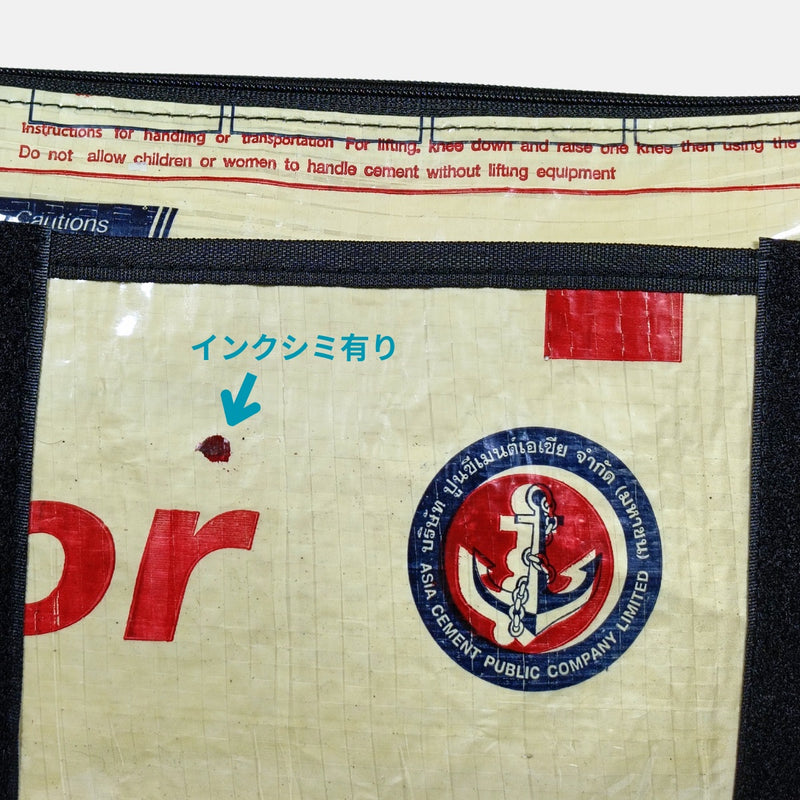 Instructions for handling or transportation For lifting, knee down and raise one knee then using the
Do not allow children or women to handle cement without lifting equipment
Cautions
インクシミ有り
or
บริษัท ปูนซีเมนต์เอเซีย จำกัด (มหาชน)
ASIA CEMENT PUBLIC COMPANY LIMITED